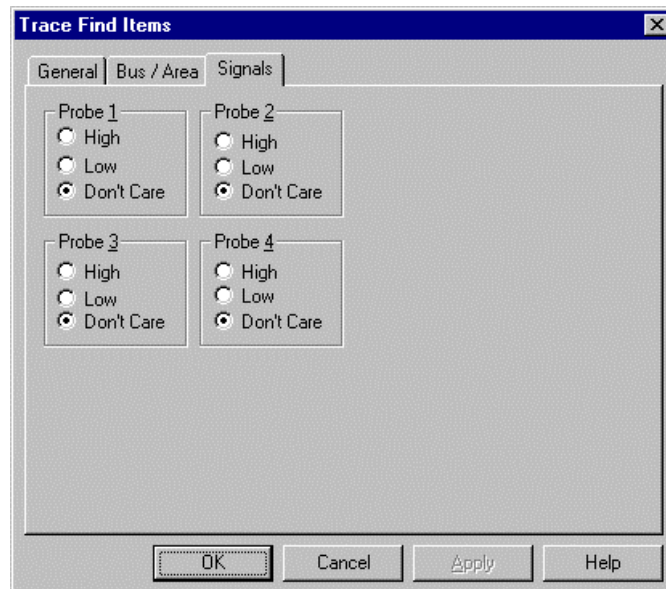 Trace Find Items
General Bus / Area Signals
Probe 1
High
Low
Don't Care
Probe 2
High
Low
Don't Care
Probe 3
High
Low
Don't Care
Probe 4
High
Low
Don't Care
OK Cancel Apply Help